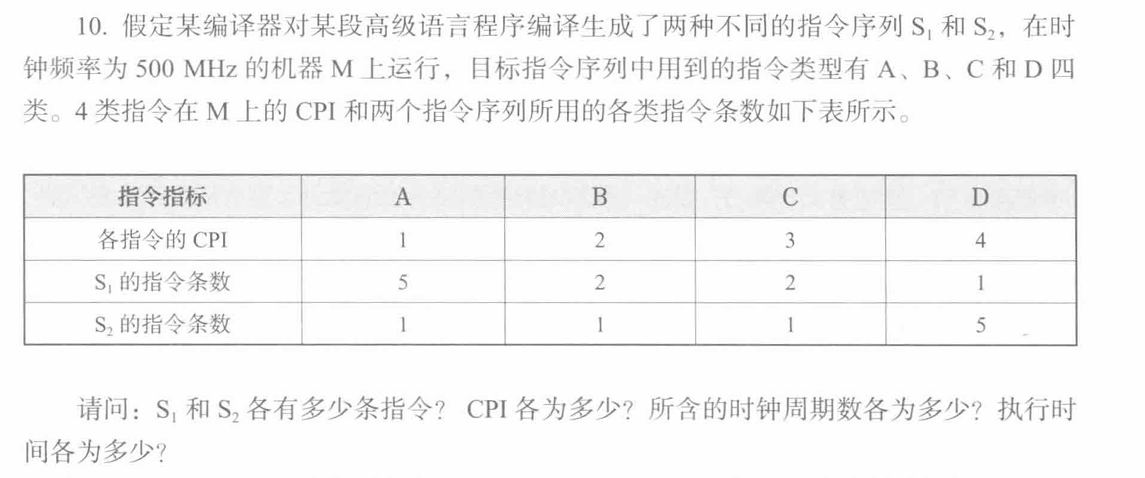 10. 假定某编译器对某段高级语言程序编译生成了两种不同的指令序列 S₁ 和 S₂，在时
钟频率为 500 MHz 的机器 M 上运行，目标指令序列中用到的指令类型有 A、B、C 和 D 四
类。4 类指令在 M 上的 CPI 和两个指令序列所用的各类指令条数如下表所示。
指令指标 A B C D
各指令的 CPI 1 2 3 4
S₁ 的指令条数 5 2 2 1
S₂ 的指令条数 1 1 1 5
请问：S₁ 和 S₂ 各有多少条指令？ CPI 各为多少？所含的时钟周期数各为多少？执行时
间各为多少？